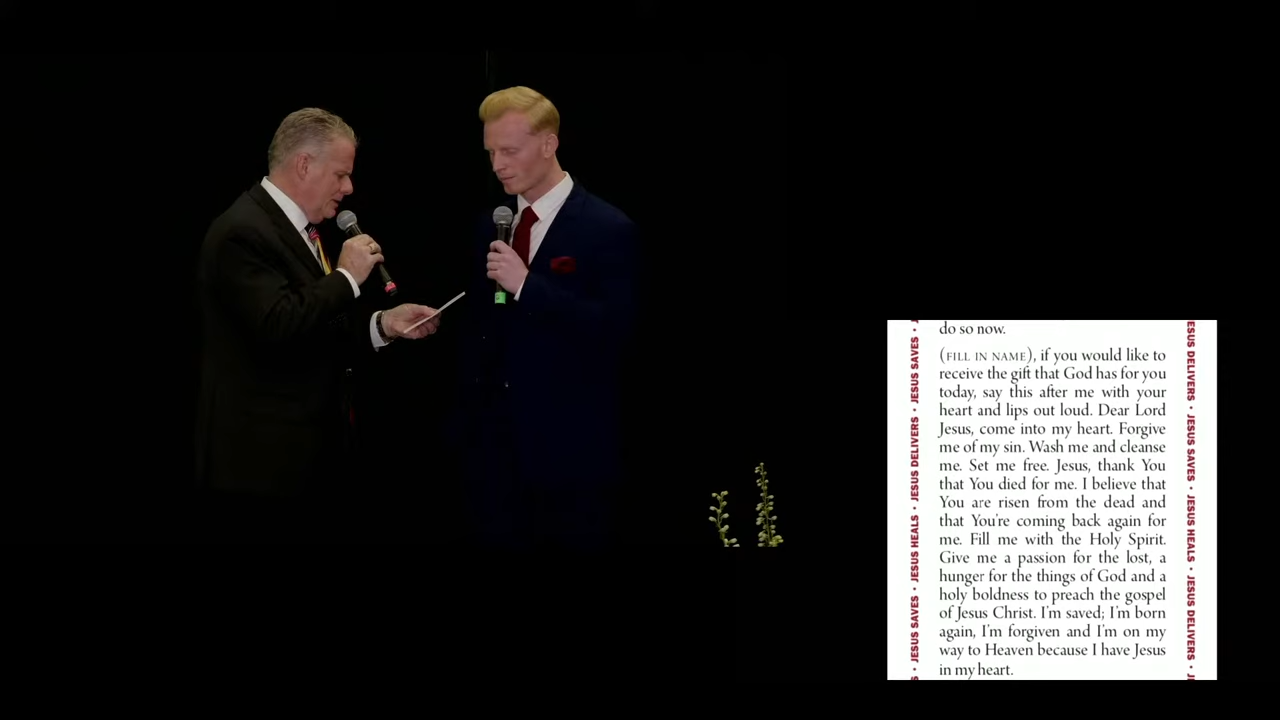 do so now.
(FILL IN NAME), if you would like to
receive the gift that God has for you
today, say this after me with your
heart and lips out loud. Dear Lord
Jesus, come into my heart. Forgive
me of my sin. Wash me and cleanse
me. Set me free. Jesus, thank You
that You died for me. I believe that
You are risen from the dead and
that You're coming back again for
me. Fill me with the Holy Spirit.
Give me a passion for the lost, a
hunger for the things of God and a
holy boldness to preach the gospel
of Jesus Christ. I'm saved; I'm born
again, I'm forgiven and I'm on my
way to Heaven because I have Jesus
in my heart.
JESUS SAVES • JESUS HEALS • JESUS DELIVERS • JESUS SAVES •
ESUS DELIVERS • JESUS SAVES • JESUS HEALS • JESUS DELIVERS •